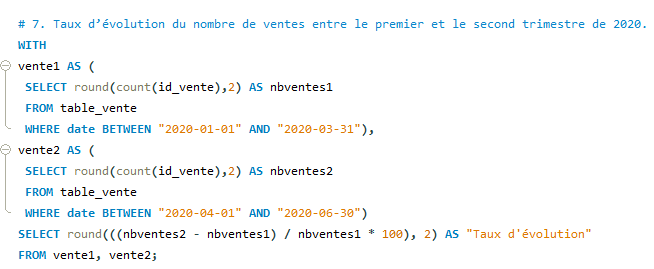 # 7. Taux d’évolution du nombre de ventes entre le premier et le second trimestre de 2020.
WITH
vente1 AS (
SELECT round(count(id_vente),2) AS nbventes1
FROM table_vente
WHERE date BETWEEN "2020-01-01" AND "2020-03-31"),
vente2 AS (
SELECT round(count(id_vente),2) AS nbventes2
FROM table_vente
WHERE date BETWEEN "2020-04-01" AND "2020-06-30")
SELECT round(((nbventes2 - nbventes1) / nbventes1 * 100), 2) AS "Taux d'évolution"
FROM vente1, vente2;